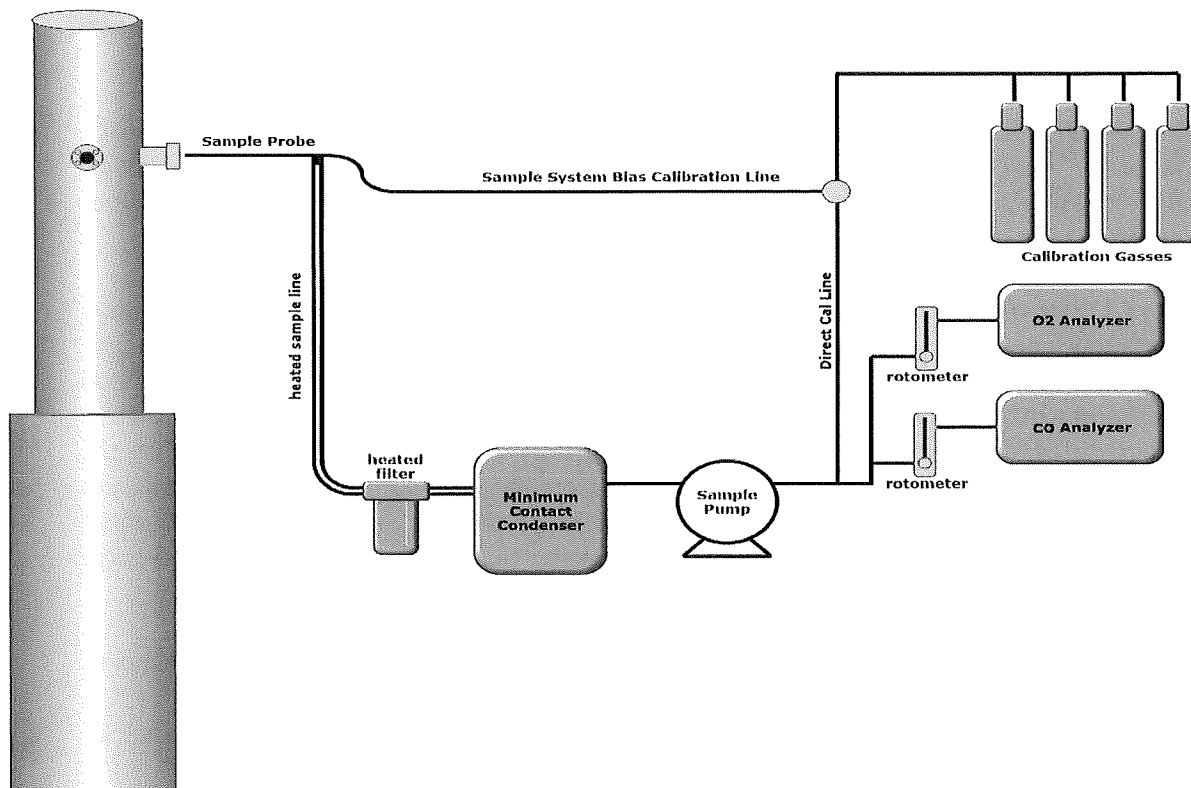 Sample Probe
Sample System Bias Calibration Line
Calibration Gasses
heated sample line
Direct Cal Line
O2 Analyzer
rotometer
CO Analyzer
rotometer
heated
filter
Minimum
Contact
Condenser
Sample
Pump